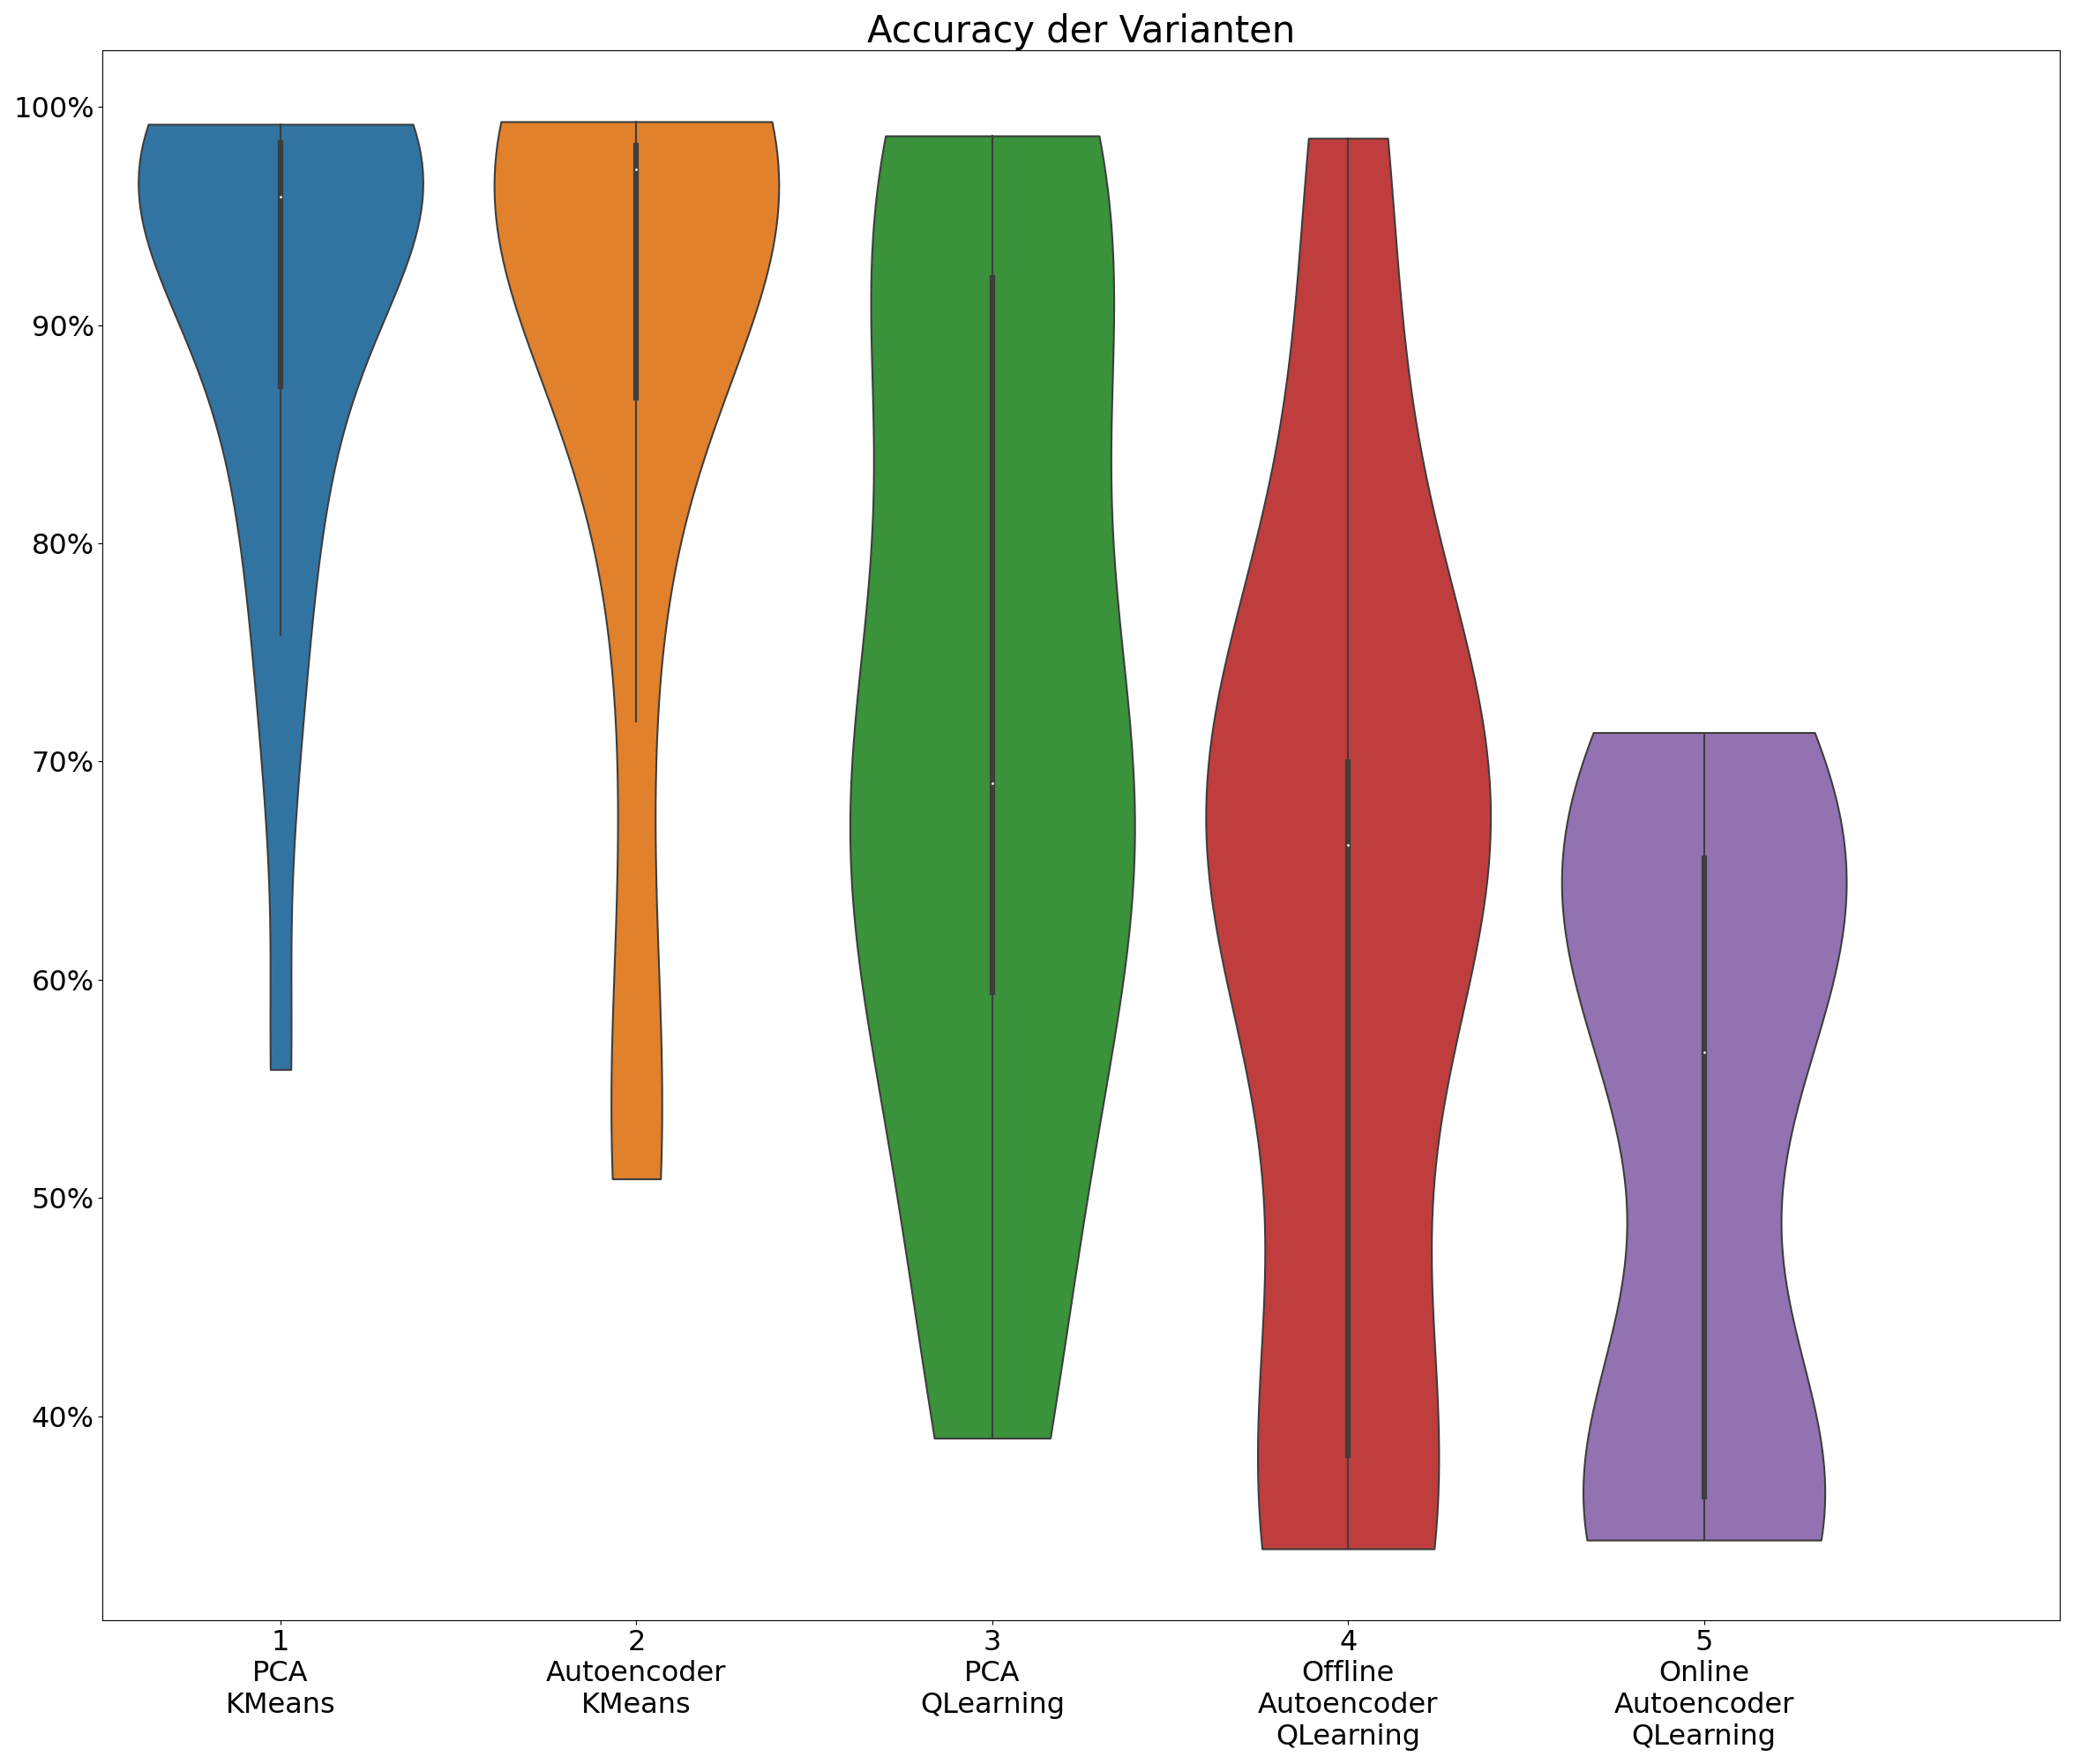 Accuracy der Varianten
100%
90%
80%
70%
60%
50%
40%
1
PCA
KMeans
2
Autoencoder
KMeans
3
PCA
QLearning
4
Offline
Autoencoder
QLearning
5
Online
Autoencoder
QLearning